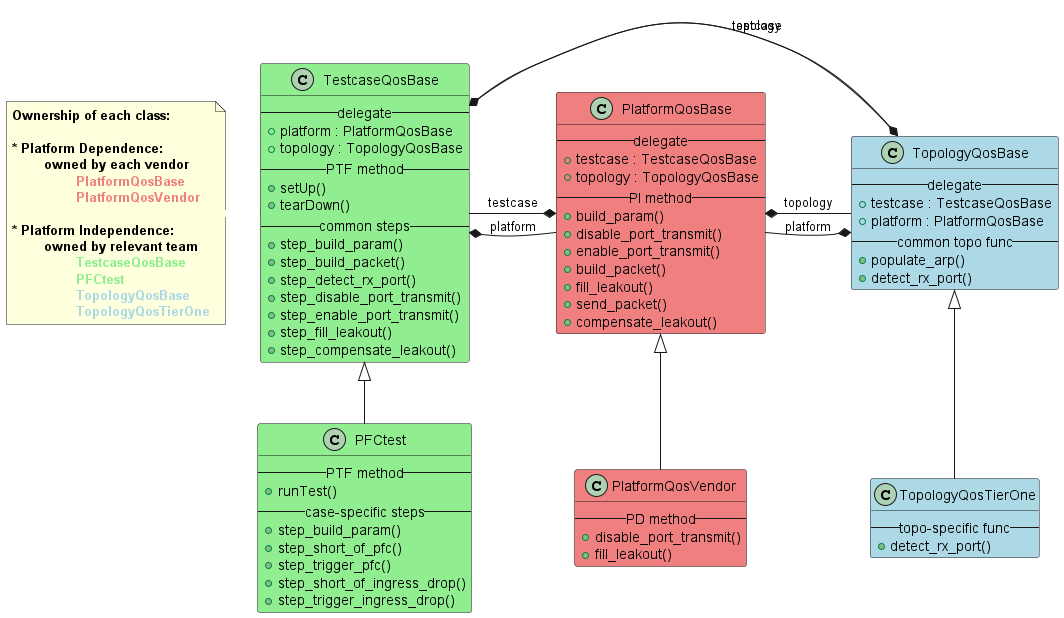 Ownership of each class:
* Platform Dependence:
owned by each vendor
PlatformQosBase
PlatformQosVendor
* Platform Independence:
owned by relevant team
TestcaseQosBase
PFCtest
TopologyQosBase
TopologyQosTierOne
C TestcaseQosBase
delegate
platform : PlatformQosBase
topology : TopologyQosBase
PTF method
setUp()
tearDown()
common steps
step_build_param()
step_build_packet()
step_detect_rx_port()
step_disable_port_transmit()
step_enable_port_transmit()
step_fill_leakout()
step_compensate_leakout()
C PlatformQosBase
delegate
testcase : TestcaseQosBase
topology : TopologyQosBase
PI method
build_param()
disable_port_transmit()
enable_port_transmit()
build_packet()
fill_leakout()
send_packet()
compensate_leakout()
C TopologyQosBase
delegate
testcase : TestcaseQosBase
platform : PlatformQosBase
common topo func
populate_arp()
detect_rx_port()
testcase
topology
testcase
platform
topology
platform
C PFCtest
PTF method
runTest()
case-specific steps
step_build_param()
step_short_of_pfc()
step_trigger_pfc()
step_short_of_ingress_drop()
step_trigger_ingress_drop()
C PlatformQosVendor
PD method
disable_port_transmit()
fill_leakout()
C TopologyQosTierOne
topo-specific func
detect_rx_port()